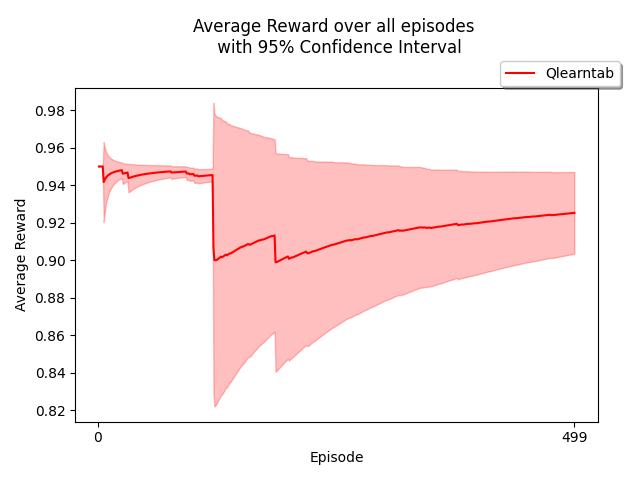 Average Reward over all episodes
with 95% Confidence Interval
Qlearntab
0.98
0.96
0.94
0.92
0.90
0.88
0.86
0.84
0.82
Average Reward
0
499
Episode